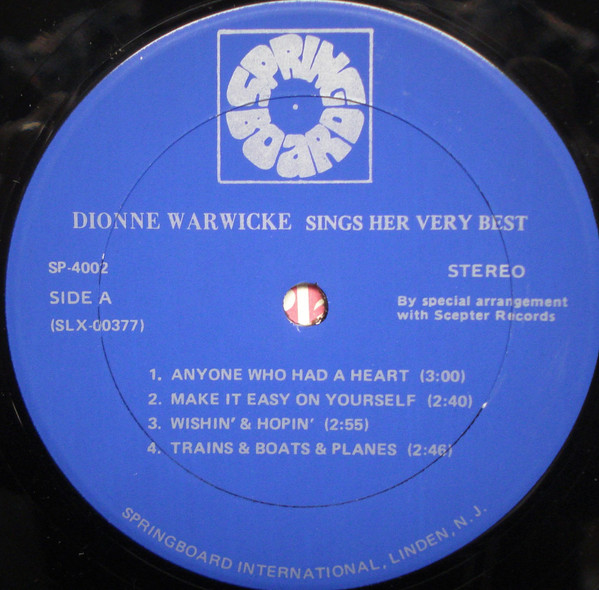 SPRING
BOARD
DIONNE WARWICKE SINGS HER VERY BEST
SP-4002
STEREO
SIDE A
By special arrangement
(SLX-00377)
with Scepter Records
1. ANYONE WHO HAD A HEART (3:00)
2. MAKE IT EASY ON YOURSELF (2:40)
3. WISHIN' & HOPIN' (2:55)
4. TRAINS & BOATS & PLANES (2:46)
SPRINGBOARD INTERNATIONAL, LINDEN, N. J.